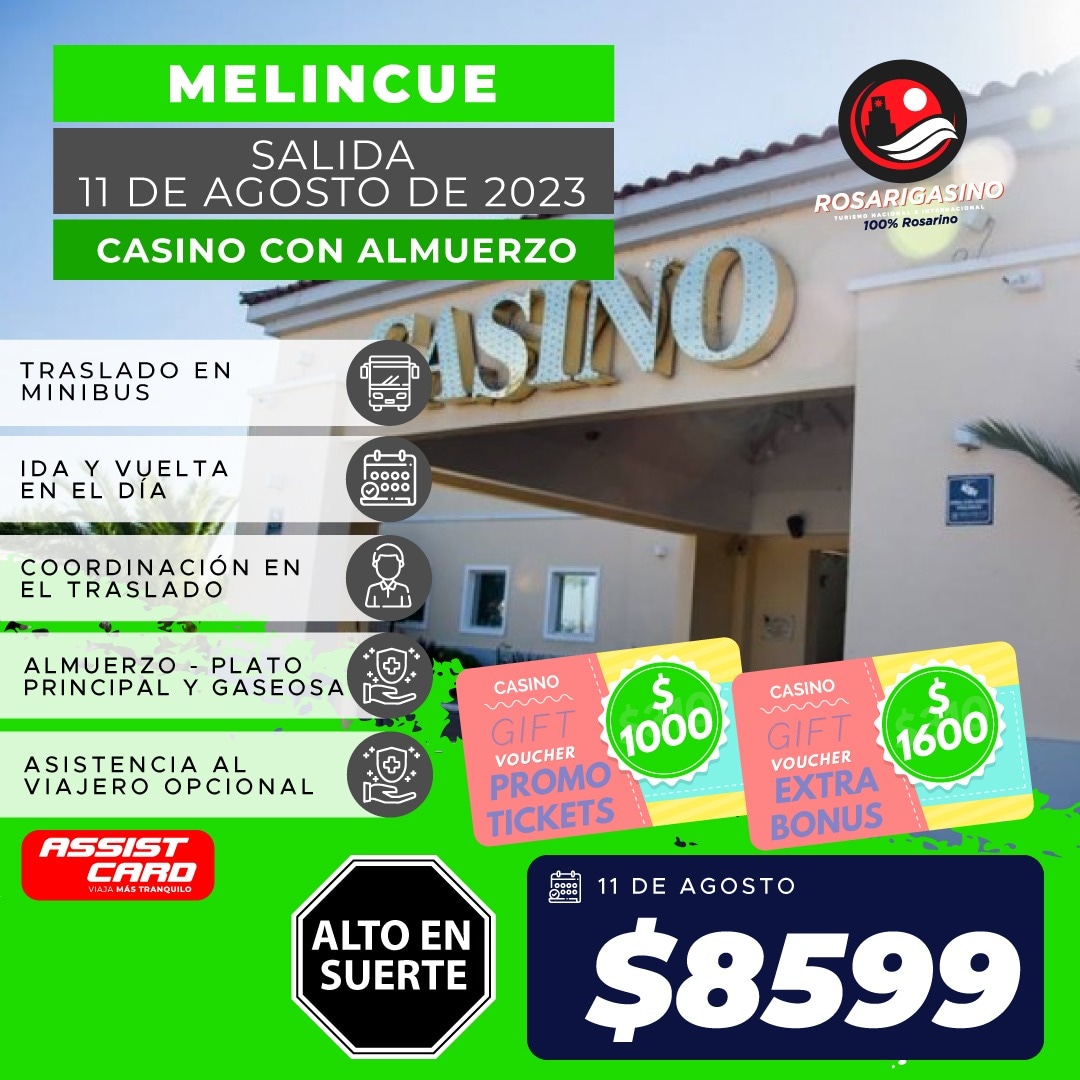 MELINCUE
SALIDA
11 DE AGOSTO DE 2023
CASINO CON ALMUERZO
ROSARIGASINO
TURISMO NACIONAL E INTERNACIONAL
100% Rosarino
CASINO
TRASLADO EN
MINIBUS
IDA Y VUELTA
EN EL DÍA
COORDINACIÓN EN
EL TRASLADO
ALMUERZO - PLATO
PRINCIPAL Y GASEOSA
ASISTENCIA AL
VIAJERO OPCIONAL
ASSIST
CARD
VIAJA MÁS TRANQUILO
CASINO
GIFT
VOUCHER
PROMO
TICKETS
$
1000
CASINO
GIFT
VOUCHER
EXTRA
BONUS
$
1600
ALTO EN
SUERTE
11 DE AGOSTO
$8599